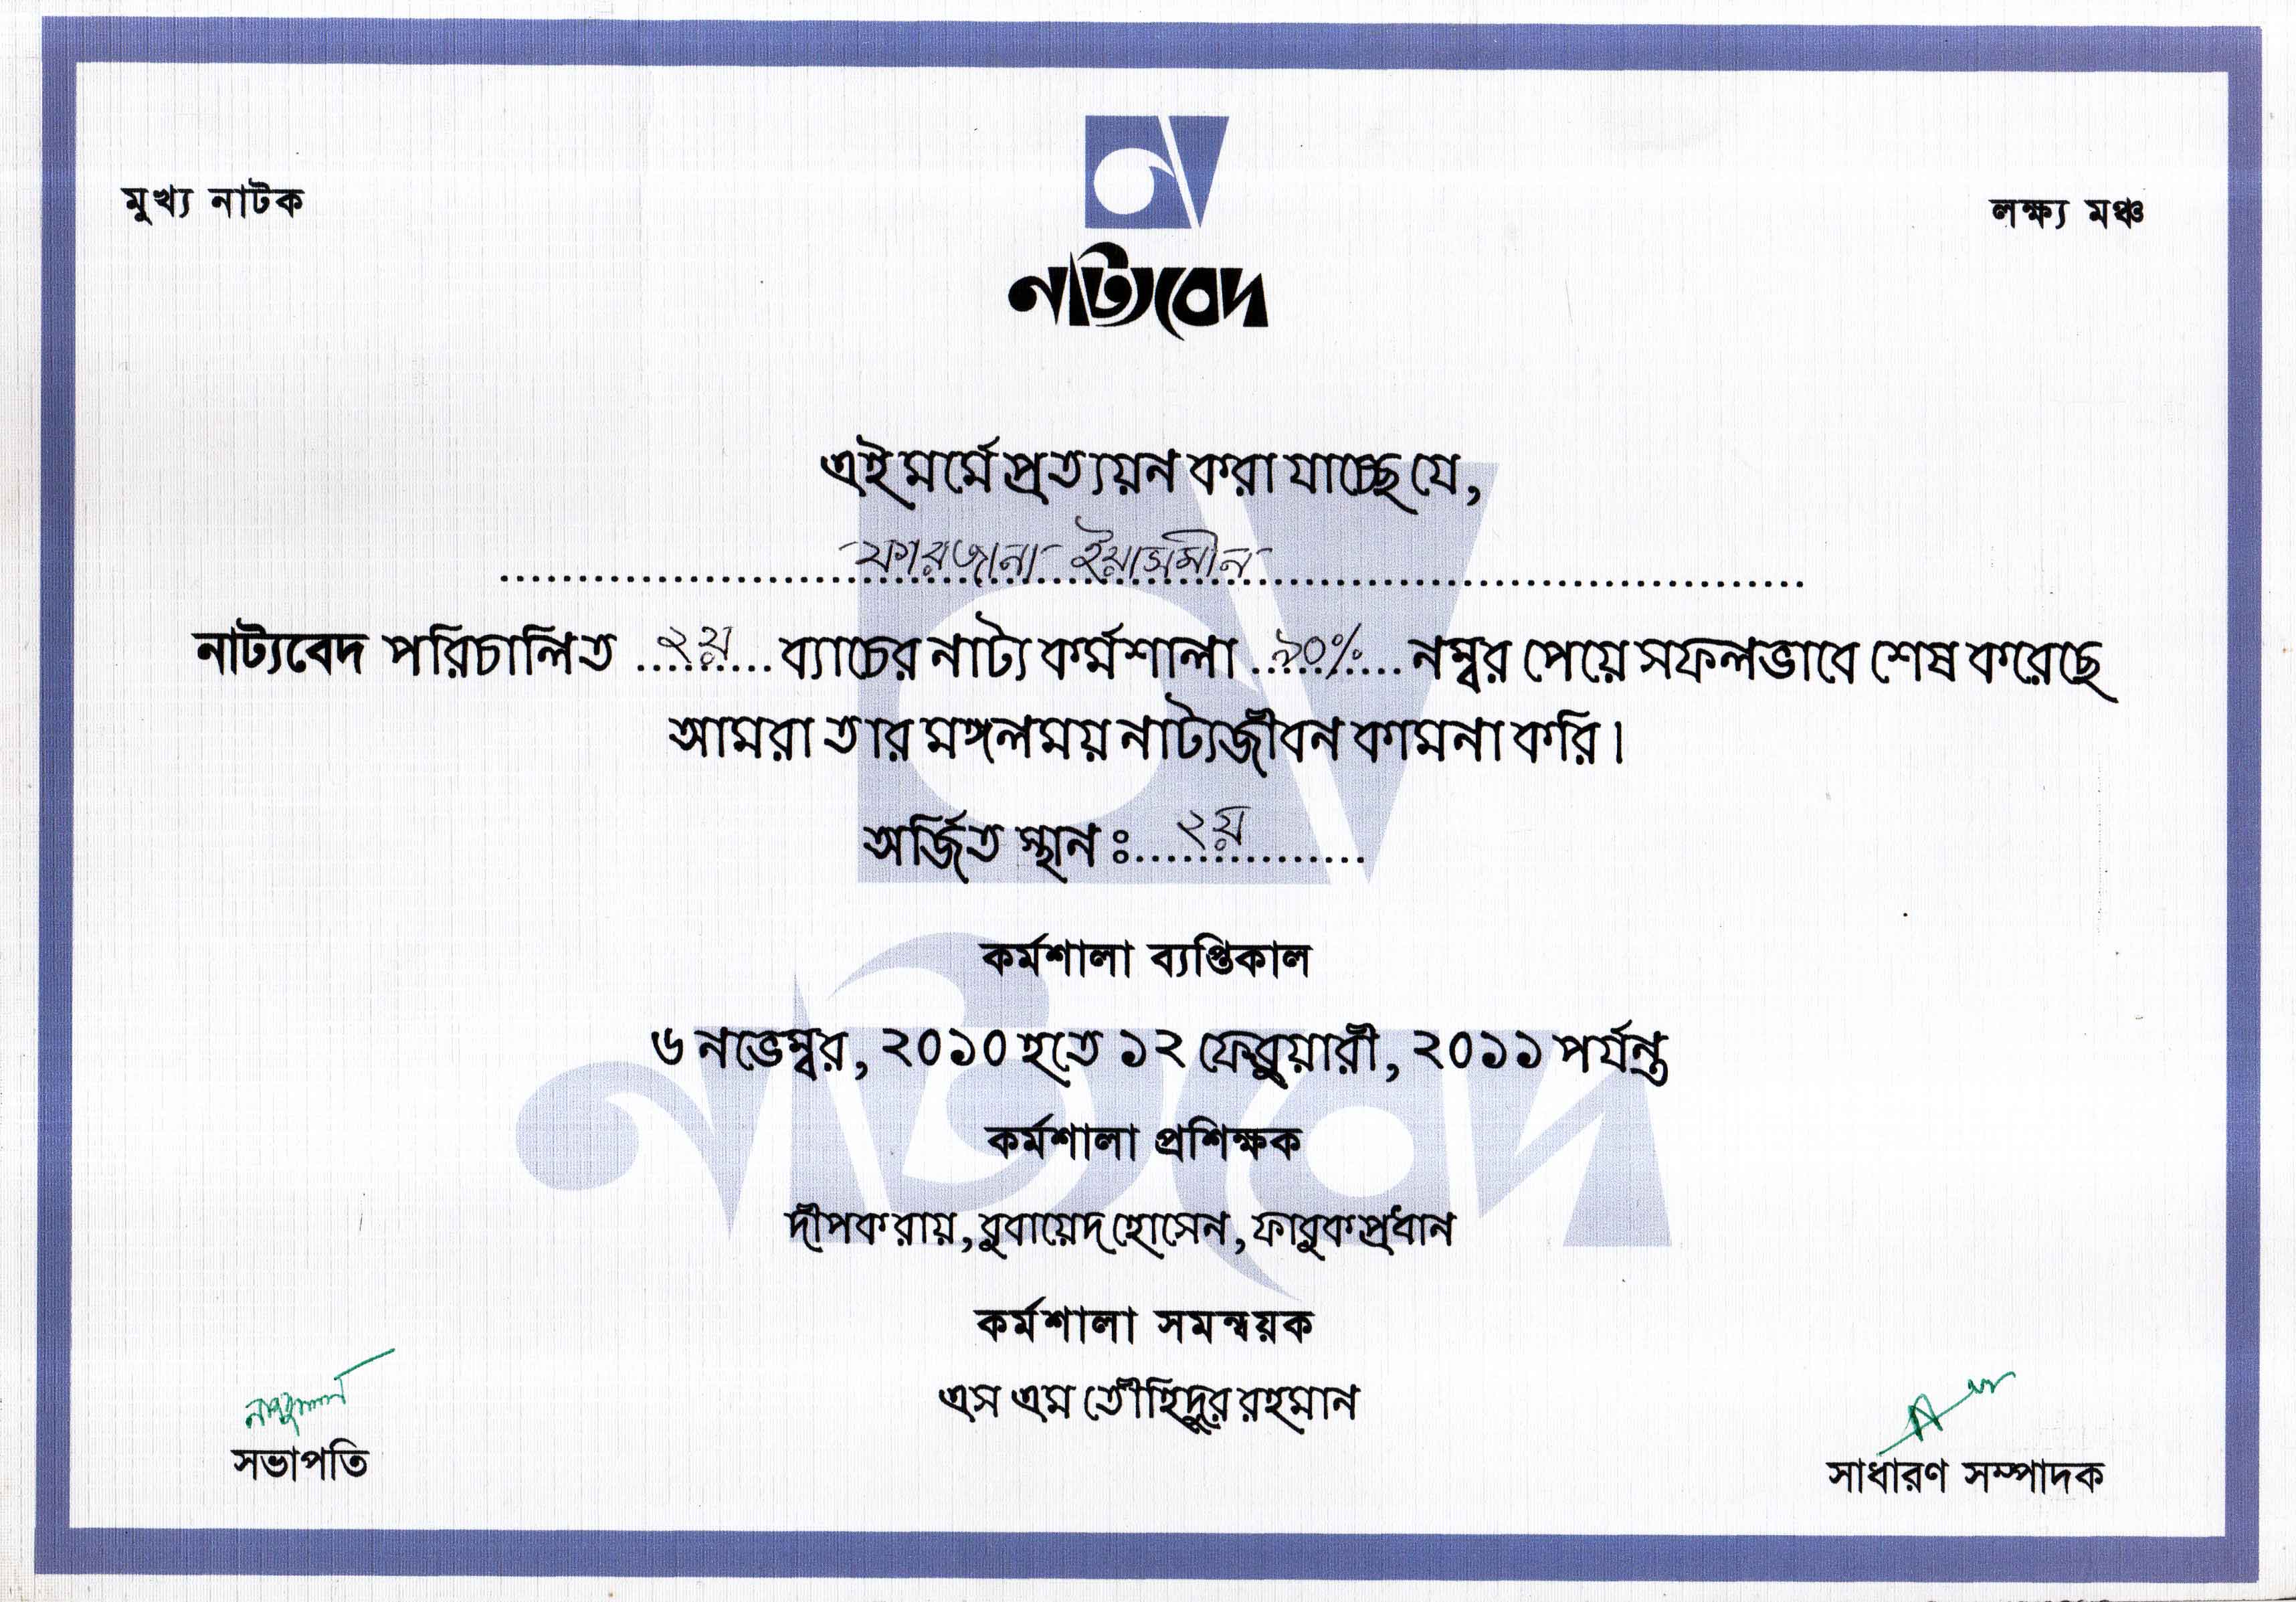 মুখ্য নাটক
লক্ষ্য মঞ্চ
নাট্যবেদ
এই মর্মে প্রত্যয়ন করা যাচ্ছে যে,
ফারজানা ইয়াসমীন
নাট্যবেদ পরিচালিত ২য় ব্যাচের নাট্য কর্মশালা ৯০% নম্বর পেয়ে সফলভাবে শেষ করেছে
আমরা তার মঙ্গলময় নাট্যজীবন কামনা করি।
অর্জিত স্থান ঃ ২য়
কর্মশালা ব্যপ্তিকাল
৬ নভেম্বর, ২০১০ হতে ১২ ফেব্রুয়ারী, ২০১১ পর্যন্ত
কর্মশালা প্রশিক্ষক
দীপক রায়, রুবায়েদ হোসেন, ফারুক প্রধান
কর্মশালা সমন্বয়ক
এস এম তৌহিদুর রহমান
সভাপতি
সাধারণ সম্পাদক